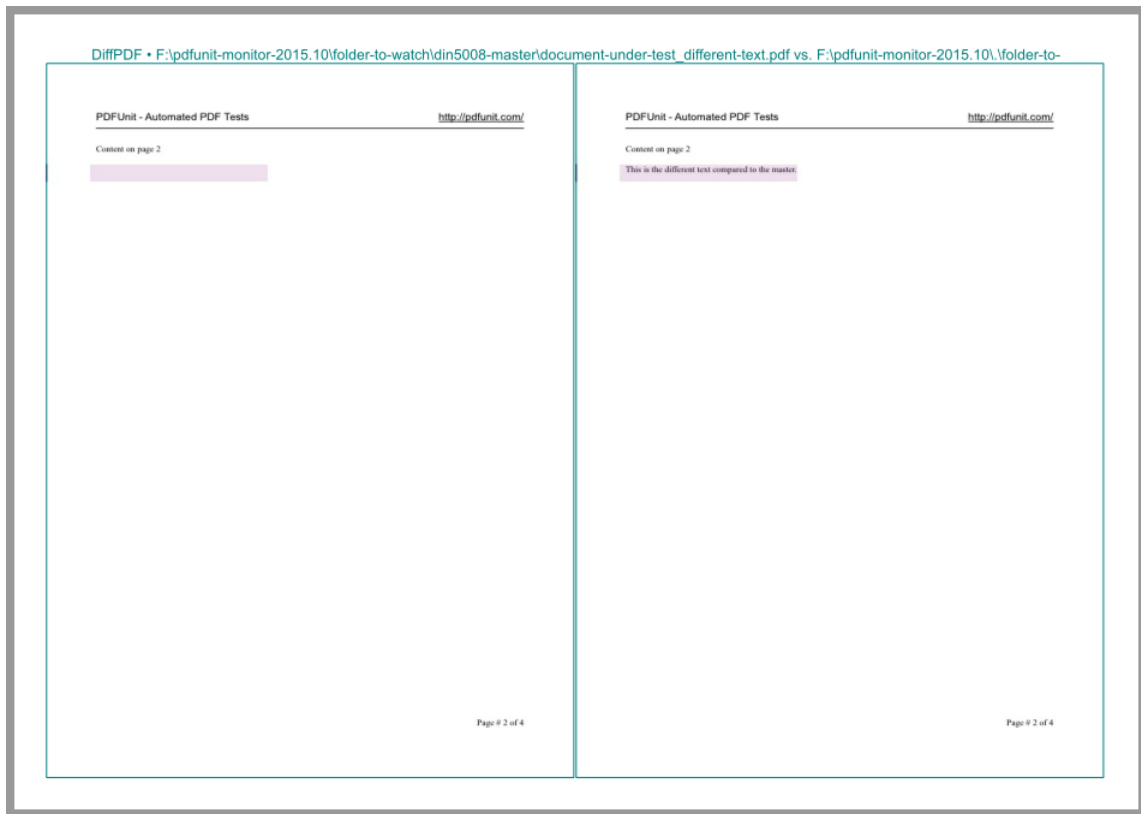 DiffPDF • F:\pdfunit-monitor-2015.10\folder-to-watch\din5008-master\document-under-test_different-text.pdf vs. F:\pdfunit-monitor-2015.10\.\folder-to-
PDFUnit - Automated PDF Tests http://pdfunit.com/
Content on page 2
Page # 2 of 4
PDFUnit - Automated PDF Tests http://pdfunit.com/
Content on page 2
This is the different text compared to the master.
Page # 2 of 4